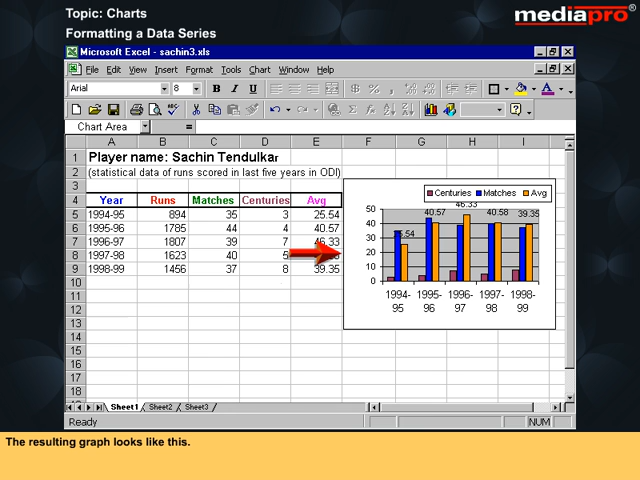 Topic: Charts
Formatting a Data Series
mediapro®
Microsoft Excel - sachin3.xls
File Edit View Insert Format Tools Chart Window Help
Arial 8 B I U
Chart Area =
A B C D E F G H I
1 Player name: Sachin Tendulkar
2 (statistical data of runs scored in last five years in ODI)
3
4 Year Runs Matches Centuries Avg
5 1994-95 894 35 3 25.54
6 1995-96 1785 44 4 40.57
7 1996-97 1807 39 7 46.33
8 1997-98 1623 40 5
9 1998-99 1456 37 8 39.35
10
11
12
13
14
15
16
17
18
Centuries Matches Avg
50
40
30
20
10
0
40.57 46.33 40.58 39.35
1994-95 1995-96 1996-97 1997-98 1998-99
Sheet1 Sheet2 Sheet3
Ready NUM
The resulting graph looks like this.